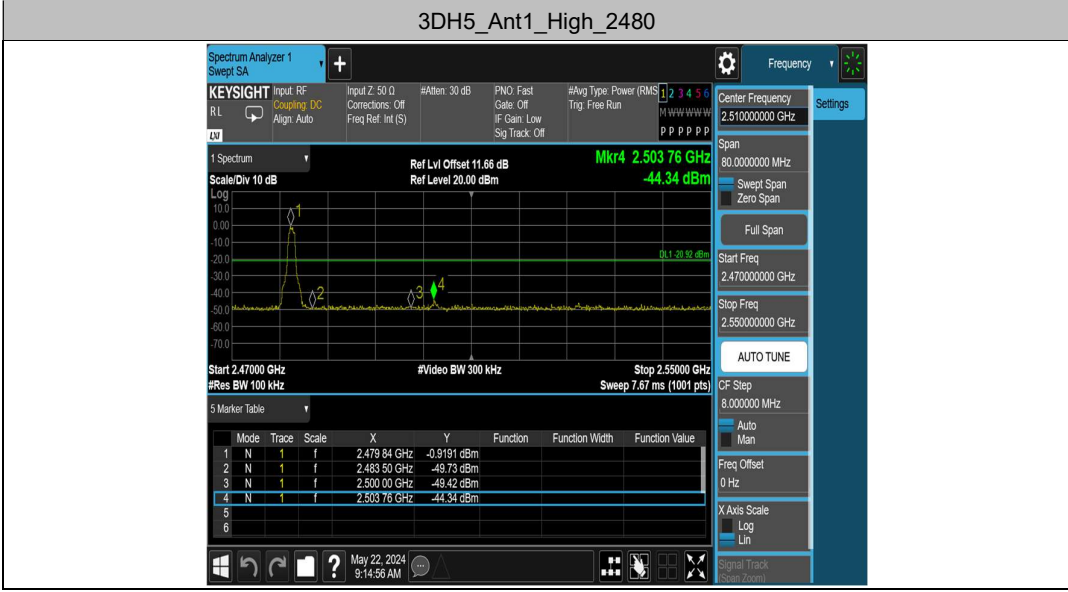 3DH5_Ant1_High_2480
Spectrum Analyzer 1
Swept SA
+
Frequency
KEYSIGHT
RL
LXI
Input: RF
Coupling: DC
Align: Auto
Input Z: 50 Ω
Corrections: Off
Freq Ref: Int (S)
#Atten: 30 dB
PNO: Fast
Gate: Off
IF Gain: Low
Sig Track: Off
#Avg Type: Power (RMS
Trig: Free Run
1 2 3 4 5 6
M W W W W W
P P P P P P
Center Frequency
2.510000000 GHz
Settings
Span
80.0000000 MHz
Swept Span
Zero Span
Full Span
Start Freq
2.470000000 GHz
Stop Freq
2.550000000 GHz
AUTO TUNE
CF Step
8.000000 MHz
Auto
Man
Freq Offset
0 Hz
X Axis Scale
Log
Lin
Signal Track
(Span Zoom)
1 Spectrum
Scale/Div 10 dB
Ref Lvl Offset 11.66 dB
Ref Level 20.00 dBm
Mkr4 2.503 76 GHz
-44.34 dBm
Log
10.0
0.00
-10.0
-20.0
-30.0
-40.0
-50.0
-60.0
-70.0
1
2
3
4
DL1 -20.92 dBm
Start 2.47000 GHz
#Res BW 100 kHz
#Video BW 300 kHz
Stop 2.55000 GHz
Sweep 7.67 ms (1001 pts)
5 Marker Table
Mode Trace Scale X Y Function Function Width Function Value
1 N 1 f 2.479 84 GHz -0.9191 dBm
2 N 1 f 2.483 50 GHz -49.73 dBm
3 N 1 f 2.500 00 GHz -49.42 dBm
4 N 1 f 2.503 76 GHz -44.34 dBm
5
6
?
May 22, 2024
9:14:56 AM